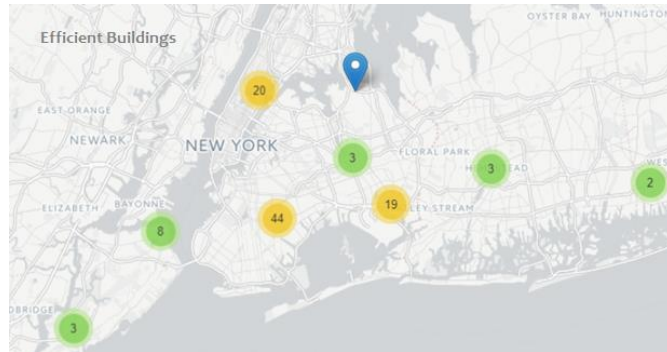 OYSTER BAY HUNTINGTON
Efficient Buildings
20
EAST ORANGE
NEWARK
NEW YORK
3
FLORAL PARK
3
2
ELIZABETH
BAYONNE
44
19
8
3